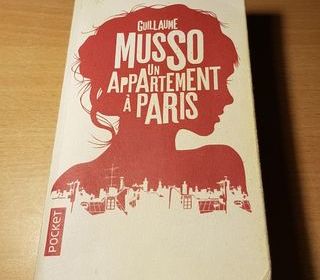 GUILLAUME
MUSSO
UN
APPARTEMENT
À PARIS
POCKET